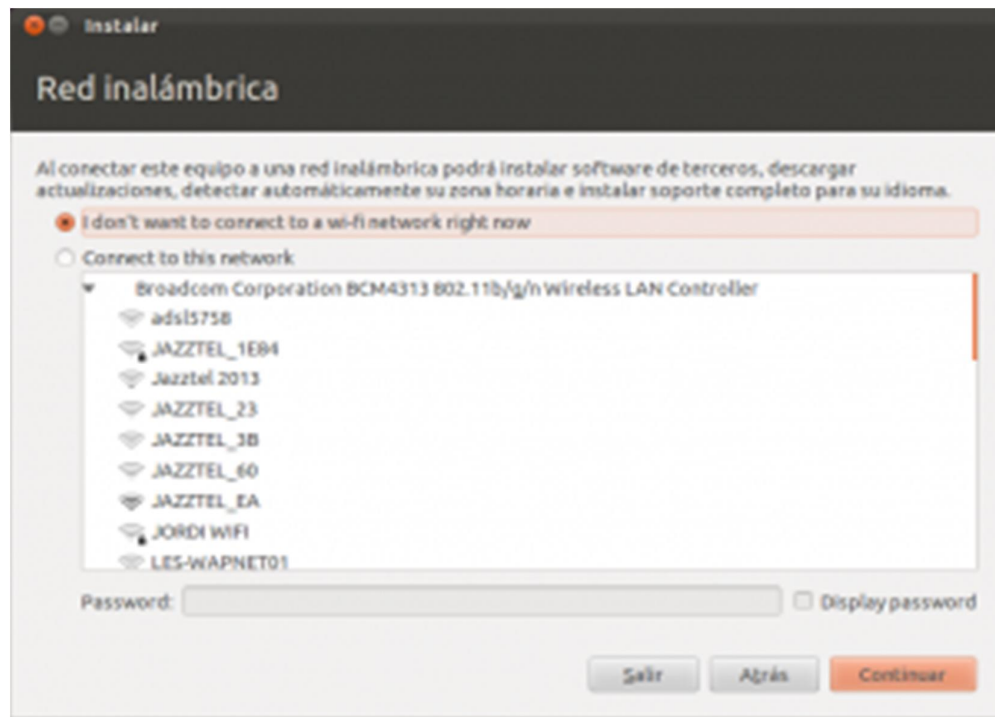 Instalar
Red inalámbrica
Al conectar este equipo a una red inalámbrica podrá instalar software de terceros, descargar
actualizaciones, detectar automáticamente su zona horaria e instalar soporte completo para su idioma.
I don't want to connect to a wi-fi network right now
Connect to this network
Broadcom Corporation BCM4313 802.11b/g/n Wireless LAN Controller
adsl5758
JAZZTEL_1E84
Jazztel 2013
JAZZTEL_23
JAZZTEL_3B
JAZZTEL_60
JAZZTEL_EA
JORDI WIFI
LES-WAPNET01
Password: Display password
Salir Atrás Continuar